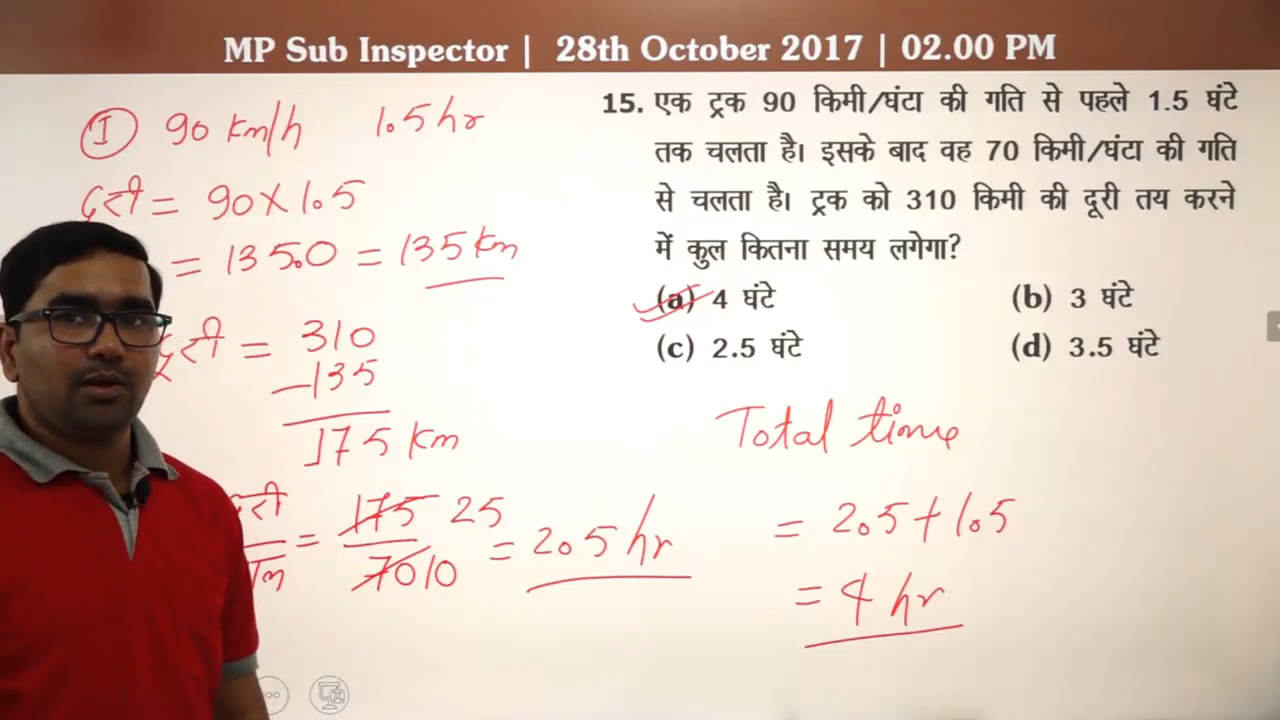 MP Sub Inspector | 28th October 2017 | 02.00 PM
15. एक ट्रक 90 किमी/घंटा की गति से पहले 1.5 घंटे
तक चलता है। इसके बाद वह 70 किमी/घंटा की गति
से चलता है। ट्रक को 310 किमी की दूरी तय करने
में कुल कितना समय लगेगा?
(a) 4 घंटे (b) 3 घंटे
(c) 2.5 घंटे (d) 3.5 घंटे
I 90 km/h 1.5 hr
दूरी = 90 × 1.5
= 135.0 = 135 km
दूरी = 310
-135
175 km
= 175 25
70 10
= 2.5 hr
Total time
= 2.5 + 1.5
= 4 hr